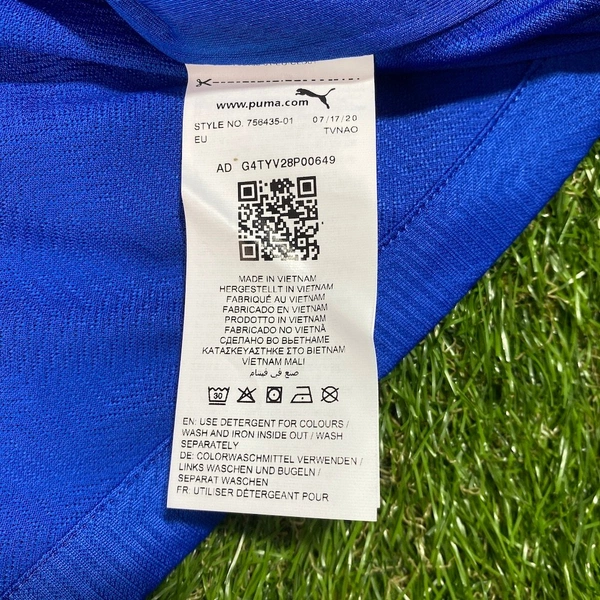 www.puma.com
STYLE NO. 756435-01 07/17/20
EU TVNAO
AD G4TYV28P00649
MADE IN VIETNAM
HERGESTELLT IN VIETNAM
FABRIQUÉ AU VIETNAM
FABRICADO EN VIETNAM
PRODOTTO IN VIETNAM
FABRICADO NO VIETNÃ
СДЕЛАНО ВО ВЬЕТНАМЕ
ΚΑΤΑΣΚΕΥΑΣΤΗΚΕ ΣΤΟ ΒΙΕΤΝΑΜ
VİETNAM MALI
صنع في فيتنام
30
EN: USE DETERGENT FOR COLOURS /
WASH AND IRON INSIDE OUT / WASH
SEPARATELY
DE: COLORWASCHMITTEL VERWENDEN /
LINKS WASCHEN UND BÜGELN /
SEPARAT WASCHEN
FR: UTILISER DÉTERGEANT POUR